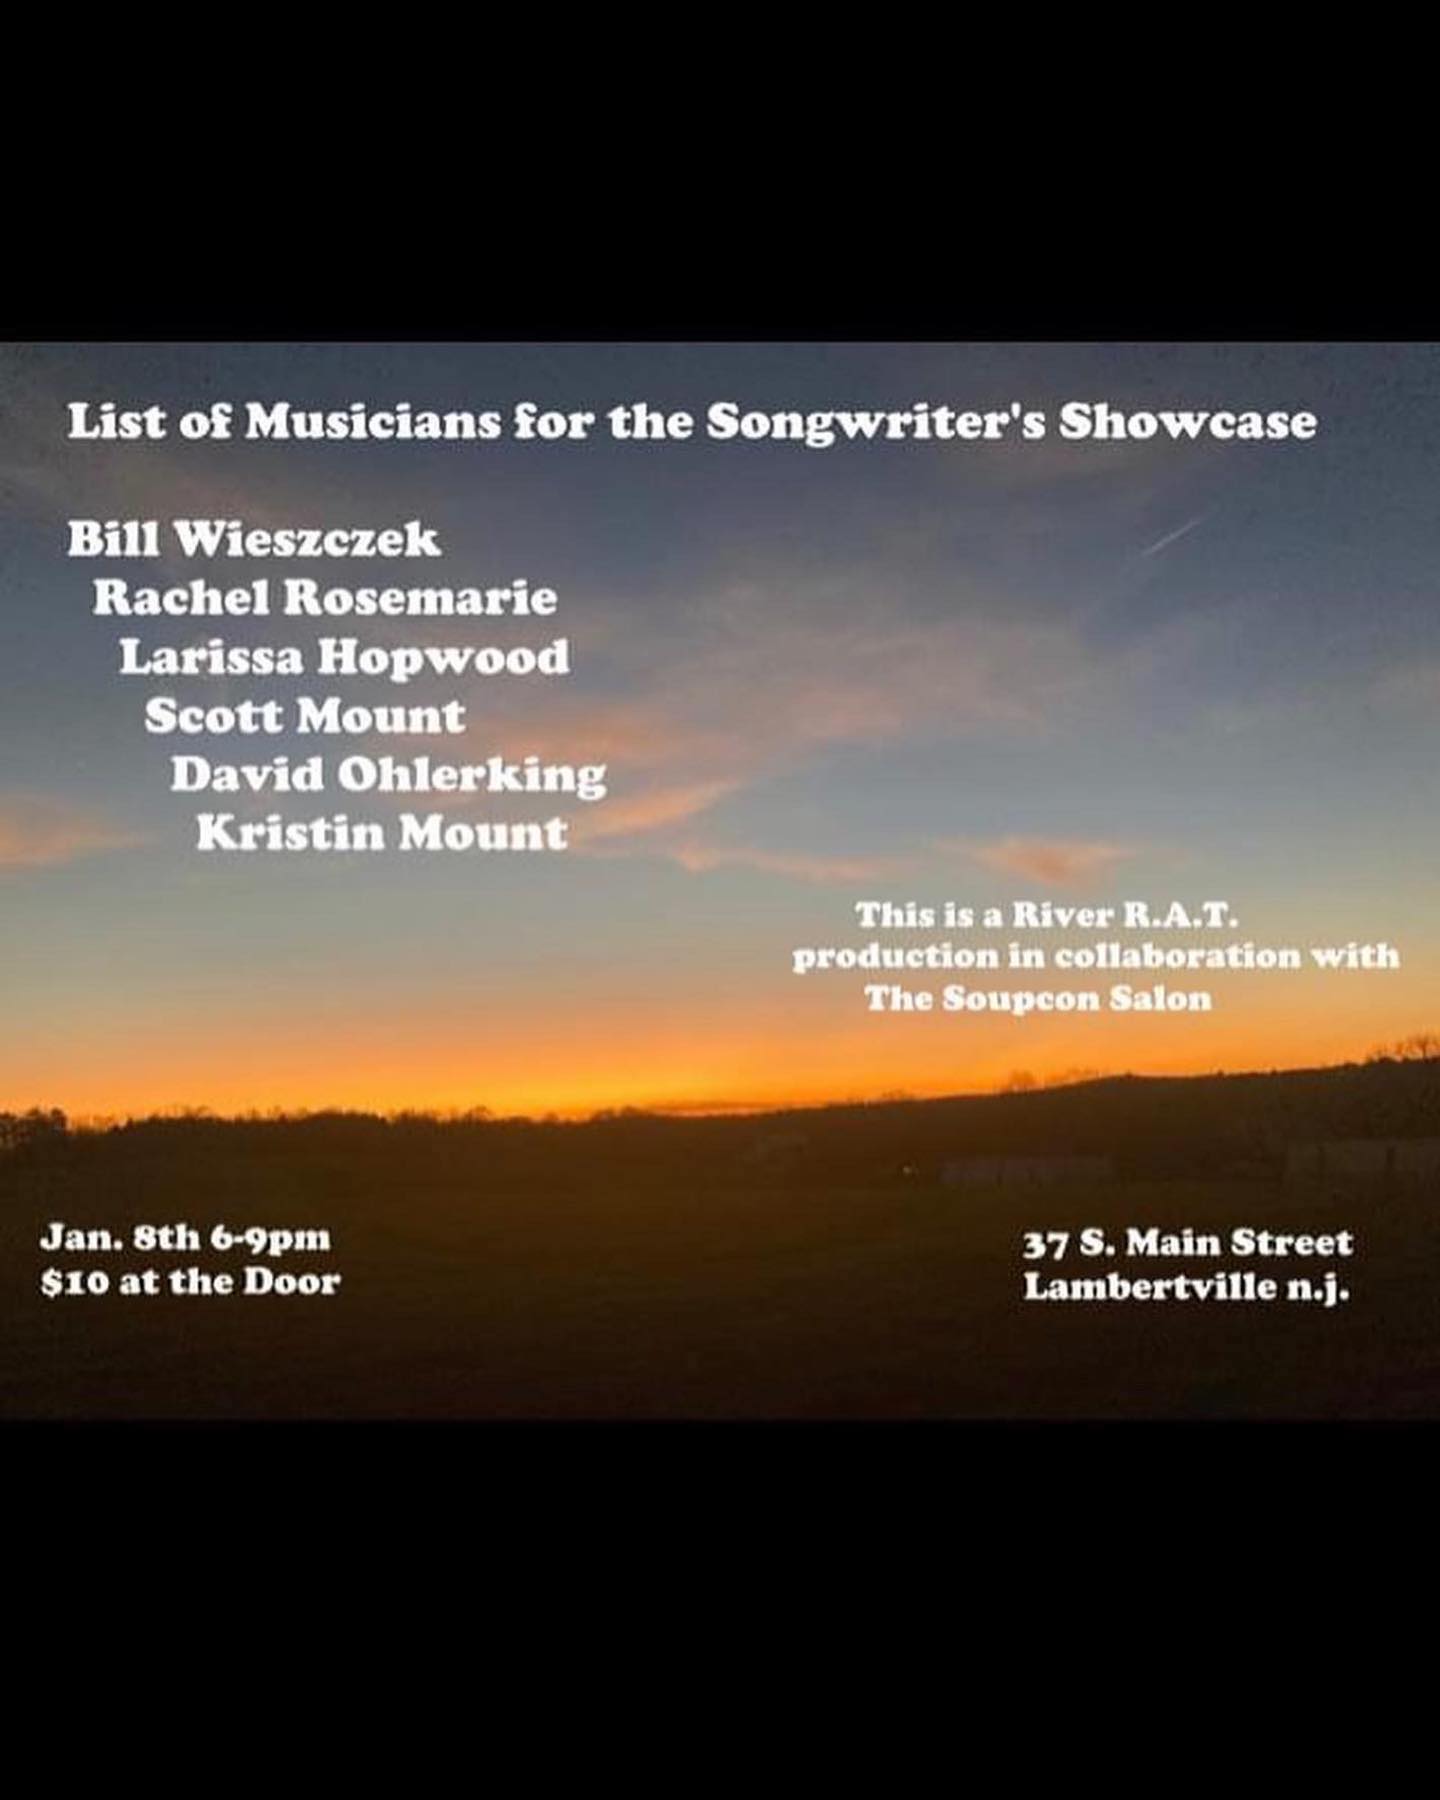 List of Musicians for the Songwriter's Showcase
Bill Wieszczek
Rachel Rosemarie
Larissa Hopwood
Scott Mount
David Ohlerking
Kristin Mount
This is a River R.A.T.
production in collaboration with
The Soupcon Salon
Jan. 8th 6-9pm
$10 at the Door
37 S. Main Street
Lambertville n.j.